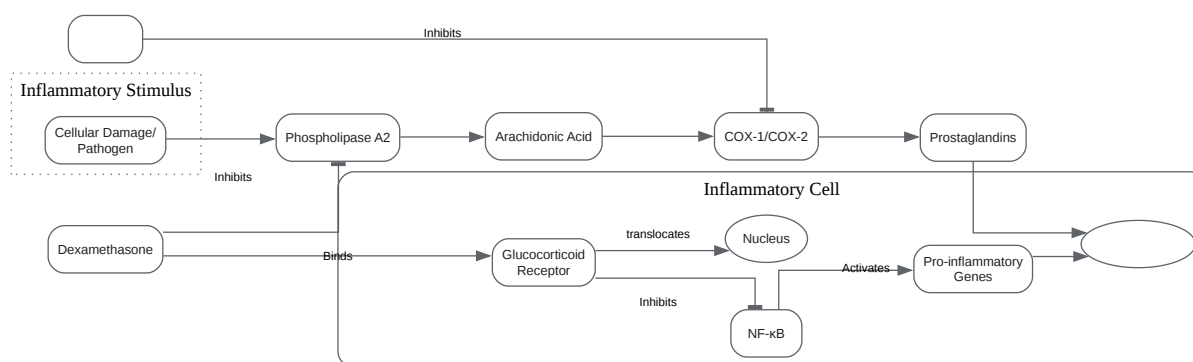 Inhibits
Inflammatory Stimulus
Cellular Damage/
Pathogen
Phospholipase A2
Arachidonic Acid
COX-1/COX-2
Prostaglandins
Inhibits
Inflammatory Cell
Dexamethasone
Binds
Glucocorticoid
Receptor
translocates
Nucleus
Activates
Pro-inflammatory
Genes
Inhibits
NF-κB